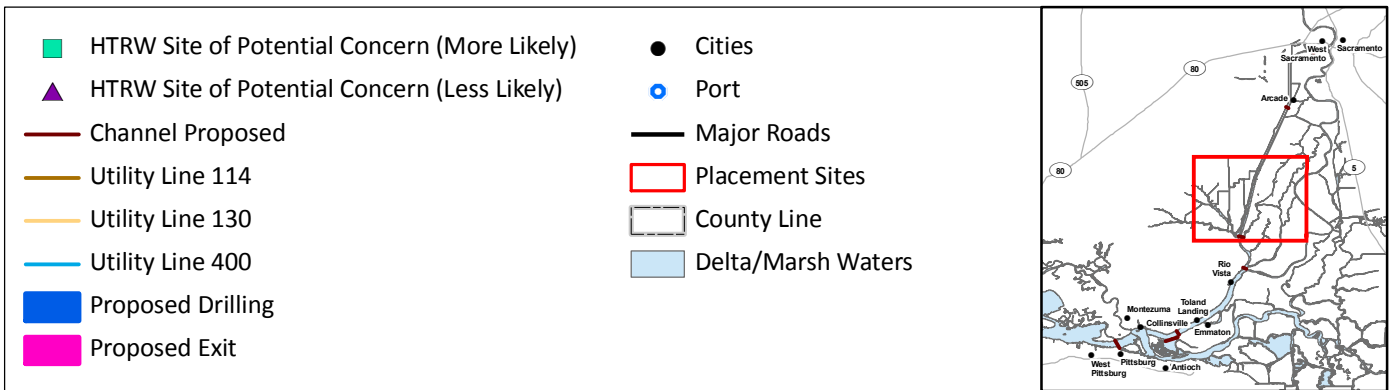 HTRW Site of Potential Concern (More Likely)
HTRW Site of Potential Concern (Less Likely)
Channel Proposed
Utility Line 114
Utility Line 130
Utility Line 400
Proposed Drilling
Proposed Exit
Cities
Port
Major Roads
Placement Sites
County Line
Delta/Marsh Waters
West
Sacramento
Sacramento
80
505
Arcade
80
5
Rio
Vista
Toland
Landing
Montezuma
Collinsville
Emmaton
West
Pittsburg
Pittsburg
Antioch